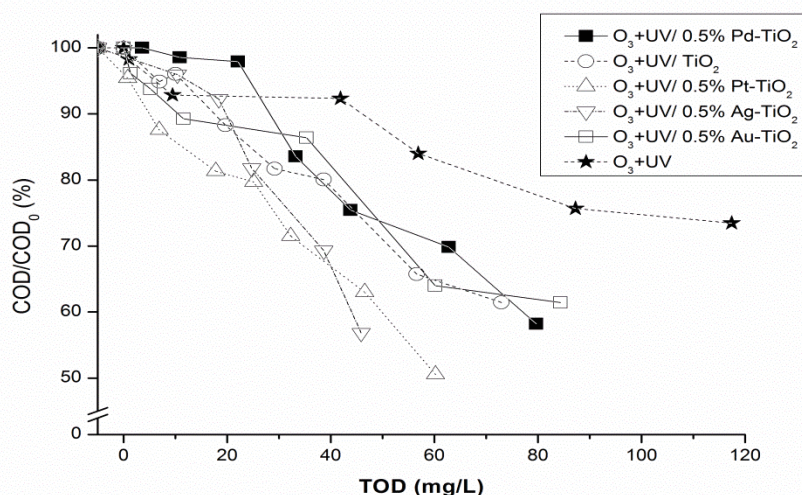 O₃+UV/ 0.5% Pd-TiO₂
O₃+UV/ TiO₂
O₃+UV/ 0.5% Pt-TiO₂
O₃+UV/ 0.5% Ag-TiO₂
O₃+UV/ 0.5% Au-TiO₂
O₃+UV
100
90
80
70
60
50
0
COD/COD₀ (%)
0 20 40 60 80 100 120
TOD (mg/L)